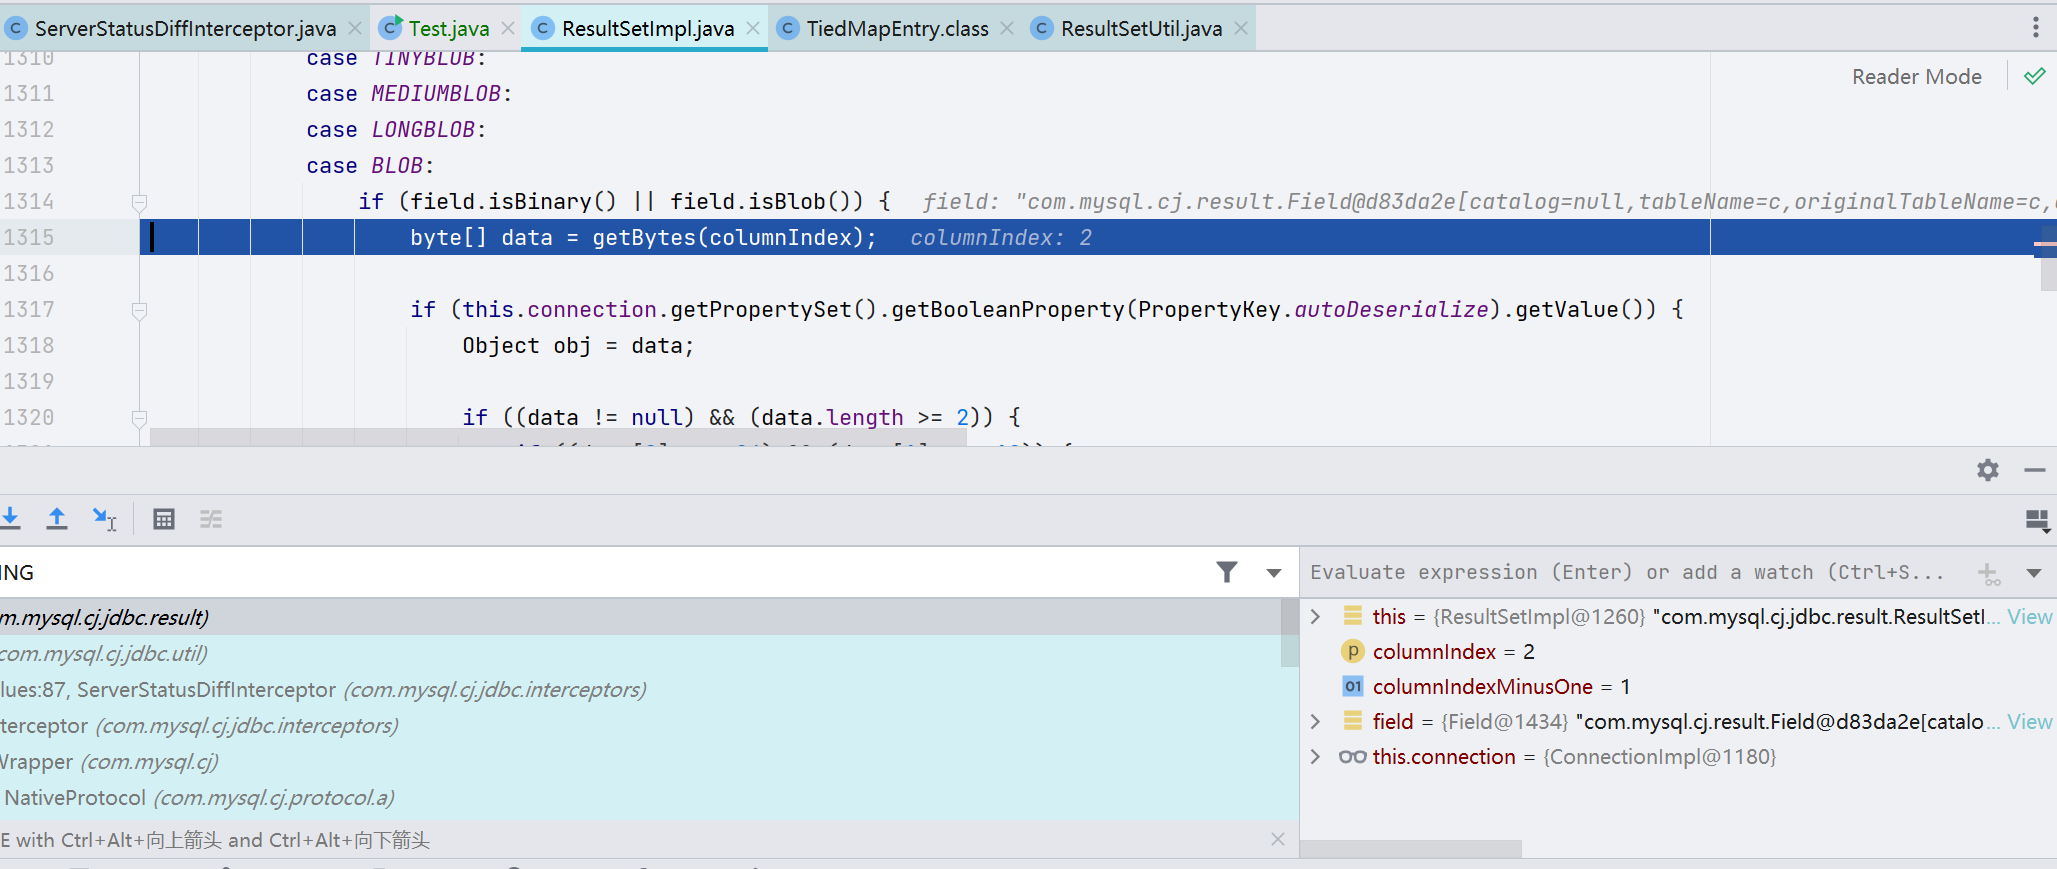 ServerStatusDiffInterceptor.java Test.java ResultSetImpl.java TiedMapEntry.class ResultSetUtil.java
1310 case TINYBLOB:
Reader Mode
1311 case MEDIUMBLOB:
1312 case LONGBLOB:
1313 case BLOB:
1314 if (field.isBinary() || field.isBlob()) { field: "com.mysql.cj.result.Field@d83da2e[catalog=null,tableName=c,originalTableName=c,
1315 byte[] data = getBytes(columnIndex); columnIndex: 2
1316
1317 if (this.connection.getPropertySet().getBooleanProperty(PropertyKey.autoDeserialize).getValue()) {
1318 Object obj = data;
1319
1320 if ((data != null) && (data.length >= 2)) {
ING
Evaluate expression (Enter) or add a watch (Ctrl+S...
m.mysql.cj.jdbc.result)
com.mysql.cj.jdbc.util)
lues:87, ServerStatusDiffInterceptor (com.mysql.cj.jdbc.interceptors)
terceptor (com.mysql.cj.jdbc.interceptors)
Wrapper (com.mysql.cj)
NativeProtocol (com.mysql.cj.protocol.a)
E with Ctrl+Alt+向上箭头 and Ctrl+Alt+向下箭头
this = {ResultSetImpl@1260} "com.mysql.cj.jdbc.result.ResultSetI... View
p columnIndex = 2
01 columnIndexMinusOne = 1
field = {Field@1434} "com.mysql.cj.result.Field@d83da2e[catalo... View
this.connection = {ConnectionImpl@1180}